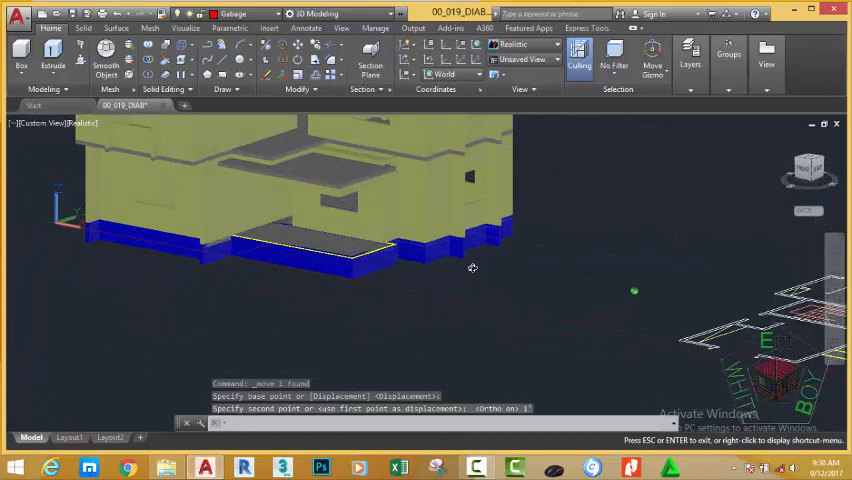 Gabage
3D Modeling
00_019_DIAB...
Type a keyword or phrase
Sign In
Home Solid Surface Mesh Visualize Parametric Insert Annotate View Manage Output Add-ins A360 Featured Apps Express Tools
Box
Extrude
Smooth Object
Section Plane
World
Realistic
Unsaved View
Culling
No Filter
Move Gizmo
Layers
Groups
View
Modeling
Mesh
Solid Editing
Draw
Modify
Section
Coordinates
View
Selection
Start
00_019_DIAB*
[−][Custom View][Realistic]
Z
Y
WCS
Command: _move 1 found
Specify base point or [Displacement] <Displacement>:
Specify second point or <use first point as displacement>: <Ortho on> 1'
Ent
WHITE
BOY
Activate Windows
PC settings to activate Windows.
Model
Layout1
Layout2
Press ESC or ENTER to exit, or right-click to display shortcut-menu.
9:30 AM
9/12/2017